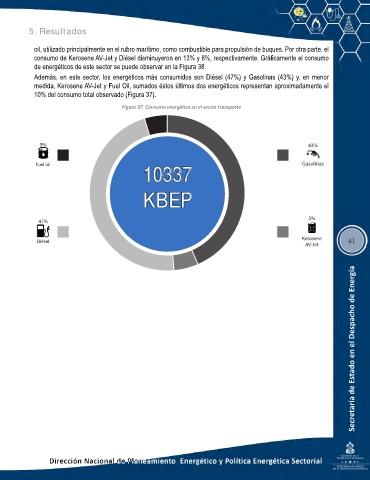 5. Resultados
oil, utilizado principalmente en el rubro marítimo, como combustible para propulsión de buques. Por otra parte, el
consumo de Kerosene AV-Jet y Diésel disminuyeron en 13% y 8%, respectivamente. Gráficamente el consumo
de energéticos de este sector se puede observar en la Figura 38.
Además, en este sector, los energéticos más consumidos son Diésel (47%) y Gasolinas (43%) y, en menor
medida, Kerosene AV-Jet y Fuel Oil, sumados éstos últimos dos energéticos representan aproximadamente el
10% del consumo total observado (Figura 37).
Figura 37. Consumo energético en el sector transporte
5%
Fuel oil
43%
Gasolinas
10337
KBEP
47%
Diésel
5%
Kerosene
AV-Jet
41
Secretaría de Estado en el Despacho de Energía
Dirección Nacional de Planeamiento Energético y Política Energética Sectorial